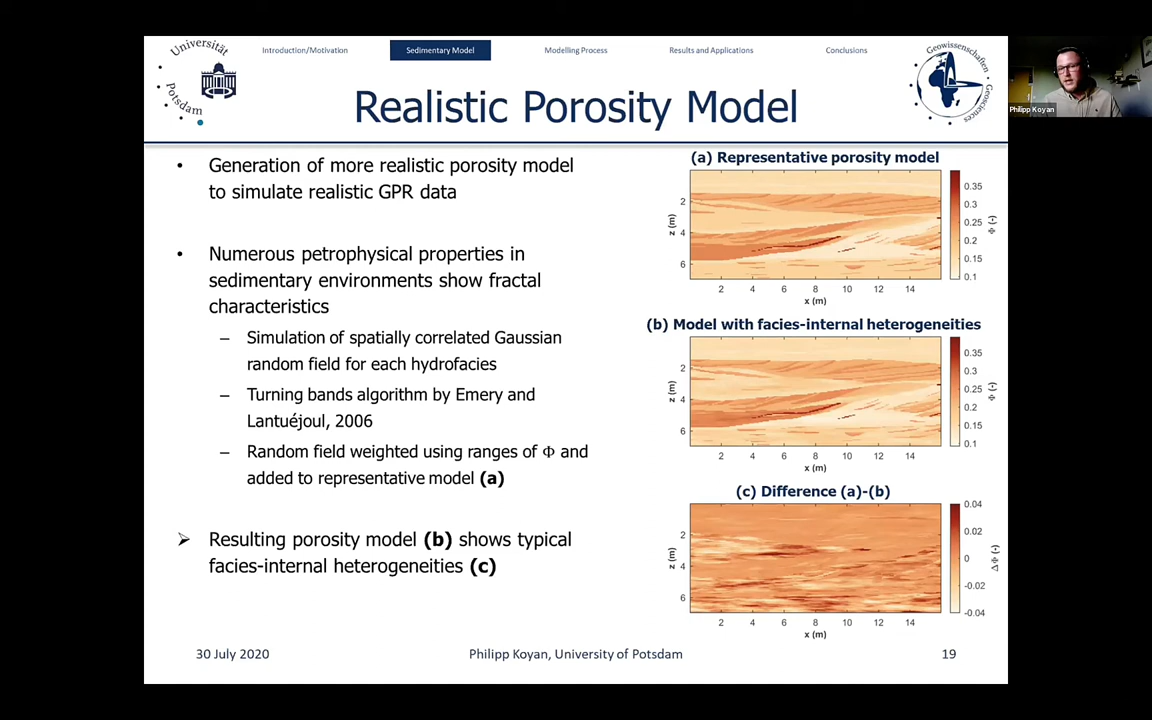 Universität
Potsdam
Introduction/Motivation
Sedimentary Model
Modelling Process
Results and Applications
Conclusions
Geowissenschaften
Geosciences
Philipp Koyan
Realistic Porosity Model
• Generation of more realistic porosity model
to simulate realistic GPR data
• Numerous petrophysical properties in
sedimentary environments show fractal
characteristics
– Simulation of spatially correlated Gaussian
random field for each hydrofacies
– Turning bands algorithm by Emery and
Lantuéjoul, 2006
– Random field weighted using ranges of Φ and
added to representative model (a)
➢ Resulting porosity model (b) shows typical
facies-internal heterogeneities (c)
(a) Representative porosity model
z (m)
2
4
6
2 4 6 8 10 12 14
x (m)
0.35
0.3
0.25
0.2
0.15
0.1
Φ (-)
(b) Model with facies-internal heterogeneities
z (m)
2
4
6
2 4 6 8 10 12 14
x (m)
0.35
0.3
0.25
0.2
0.15
0.1
Φ (-)
(c) Difference (a)-(b)
z (m)
2
4
6
2 4 6 8 10 12 14
x (m)
0.04
0.02
0
-0.02
-0.04
ΔΦ (-)
30 July 2020
Philipp Koyan, University of Potsdam
19